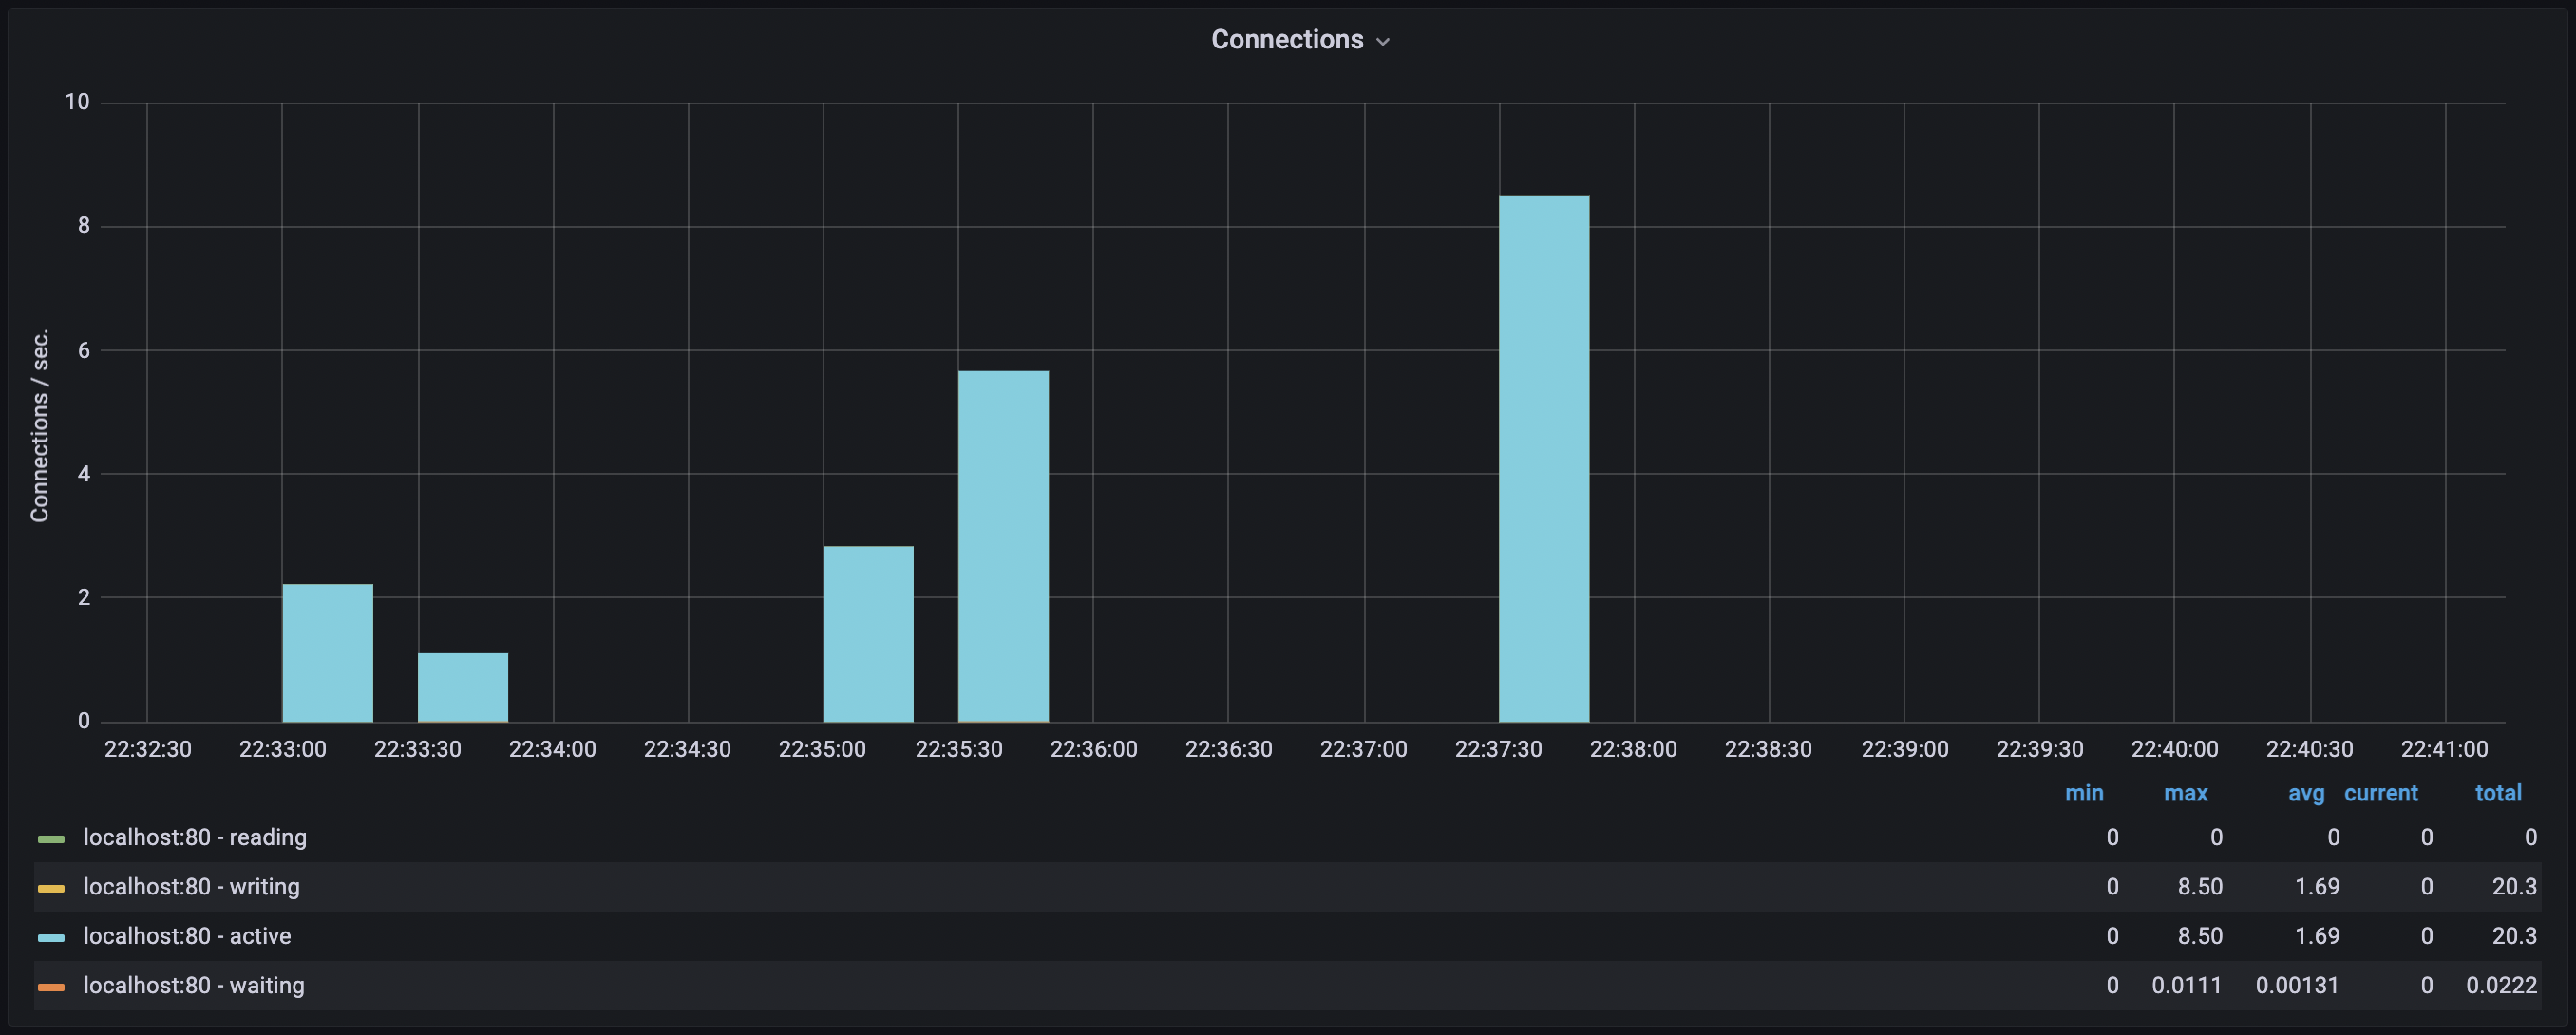 Connections
10
8
6
4
2
0
Connections / sec.
22:32:30 22:33:00 22:33:30 22:34:00 22:34:30 22:35:00 22:35:30 22:36:00 22:36:30 22:37:00 22:37:30 22:38:00 22:38:30 22:39:00 22:39:30 22:40:00 22:40:30 22:41:00
min max avg current total
localhost:80 - reading 0 0 0 0 0
localhost:80 - writing 0 8.50 1.69 0 20.3
localhost:80 - active 0 8.50 1.69 0 20.3
localhost:80 - waiting 0 0.0111 0.00131 0 0.0222